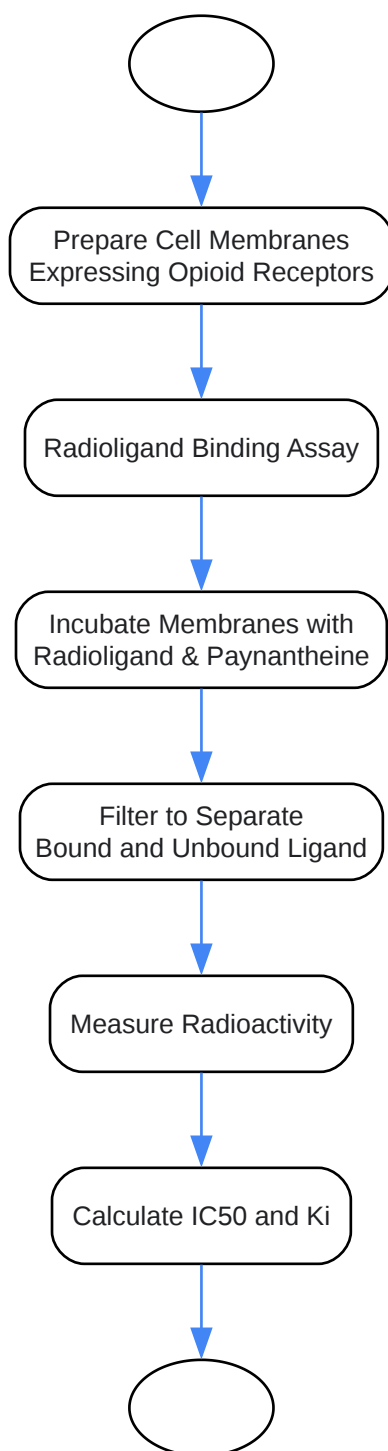 Prepare Cell Membranes
Expressing Opioid Receptors
Radioligand Binding Assay
Incubate Membranes with
Radioligand & Paynantheine
Filter to Separate
Bound and Unbound Ligand
Measure Radioactivity
Calculate IC50 and Ki